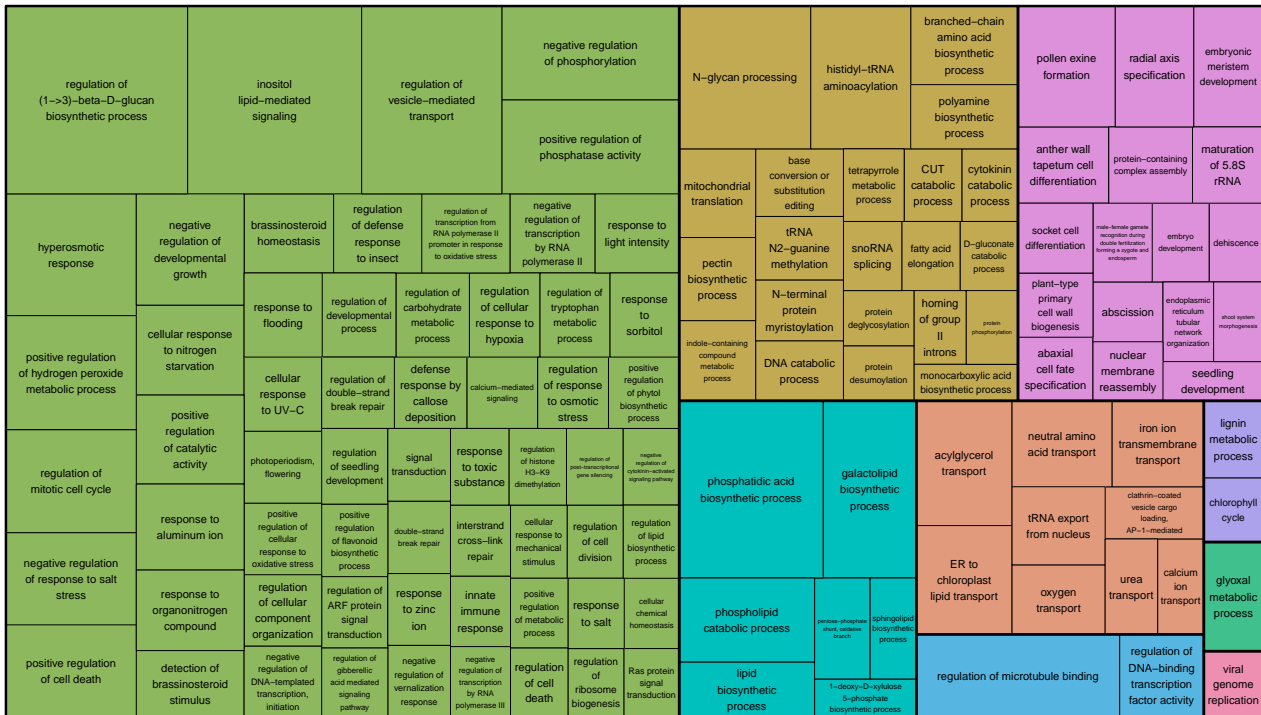 regulation of
(1->3)-beta-D-glucan
biosynthetic process
inositol
lipid-mediated
signaling
regulation of
vesicle-mediated
transport
negative regulation
of phosphorylation
positive regulation of
phosphatase activity
hyperosmotic
response
positive regulation
of hydrogen peroxide
metabolic process
regulation of
mitotic cell cycle
negative regulation
of response to salt
stress
positive regulation
of cell death
negative
regulation of
developmental
growth
cellular response
to nitrogen
starvation
positive
regulation
of catalytic
activity
response to
aluminum ion
response to
organonitrogen
compound
detection of
brassinosteroid
stimulus
brassinosteroid
homeostasis
regulation
of defense
response
to insect
regulation of
transcription from
RNA polymerase II
promoter in response
to oxidative stress
negative
regulation of
transcription
by RNA
polymerase II
response to
light intensity
response to
flooding
regulation of
developmental
process
regulation of
carbohydrate
metabolic
process
regulation
of cellular
response to
hypoxia
regulation of
tryptophan
metabolic
process
response
to
sorbitol
cellular
response
to UV-C
regulation of
double-strand
break repair
defense
response by
callose
deposition
calcium-mediated
signaling
regulation
of response
to osmotic
stress
positive
regulation
of phytol
biosynthetic
process
photoperiodism,
flowering
regulation
of seedling
development
signal
transduction
response
to toxic
substance
regulation
of histone
H3-K9
dimethylation
regulation of
post-transcriptional
gene silencing
negative
regulation of
cytokinin-activated
signaling pathway
positive
regulation of
cellular
response to
oxidative stress
positive
regulation
of flavonoid
biosynthetic
process
double-strand
break repair
interstrand
cross-link
repair
cellular
response to
mechanical
stimulus
regulation
of cell
division
regulation
of lipid
biosynthetic
process
regulation
of cellular
component
organization
regulation of
ARF protein
signal
transduction
response
to zinc
ion
innate
immune
response
positive
regulation
of metabolic
process
response
to salt
cellular
chemical
homeostasis
negative
regulation of
DNA-templated
transcription,
initiation
regulation of
gibberellic
acid mediated
signaling
pathway
negative
regulation of
vernalization
response
negative
regulation of
transcription
by RNA
polymerase III
regulation
of cell
death
regulation
of
ribosome
biogenesis
Ras protein
signal
transduction
N-glycan processing
histidyl-tRNA
aminoacylation
branched-chain
amino acid
biosynthetic
process
polyamine
biosynthetic
process
mitochondrial
translation
pectin
biosynthetic
process
indole-containing
compound
metabolic
process
base
conversion or
substitution
editing
tRNA
N2-guanine
methylation
N-terminal
protein
myristoylation
DNA catabolic
process
tetrapyrrole
metabolic
process
CUT
catabolic
process
cytokinin
catabolic
process
snoRNA
splicing
fatty acid
elongation
D-gluconate
catabolic
process
protein
deglycosylation
homing
of group
II
introns
protein
phosphorylation
protein
desumoylation
monocarboxylic acid
biosynthetic process
pollen exine
formation
radial axis
specification
embryonic
meristem
development
anther wall
tapetum cell
differentiation
protein-containing
complex assembly
maturation
of 5.8S
rRNA
socket cell
differentiation
male-female gamete
recognition during
double fertilization
forming a zygote and
endosperm
embryo
development
dehiscence
plant-type
primary
cell wall
biogenesis
abscission
endoplasmic
reticulum
tubular
network
organization
shoot system
morphogenesis
abaxial
cell fate
specification
nuclear
membrane
reassembly
seedling
development
phosphatidic acid
biosynthetic process
galactolipid
biosynthetic
process
phospholipid
catabolic process
pentose-phosphate
shunt, oxidative
branch
sphingolipid
biosynthetic
process
lipid
biosynthetic
process
1-deoxy-D-xylulose
5-phosphate
biosynthetic process
acylglycerol
transport
neutral amino
acid transport
iron ion
transmembrane
transport
tRNA export
from nucleus
clathrin-coated
vesicle cargo
loading,
AP-1-mediated
ER to
chloroplast
lipid transport
oxygen
transport
urea
transport
calcium
ion
transport
regulation of microtubule binding
regulation of
DNA-binding
transcription
factor activity
lignin
metabolic
process
chlorophyll
cycle
glyoxal
metabolic
process
viral
genome
replication